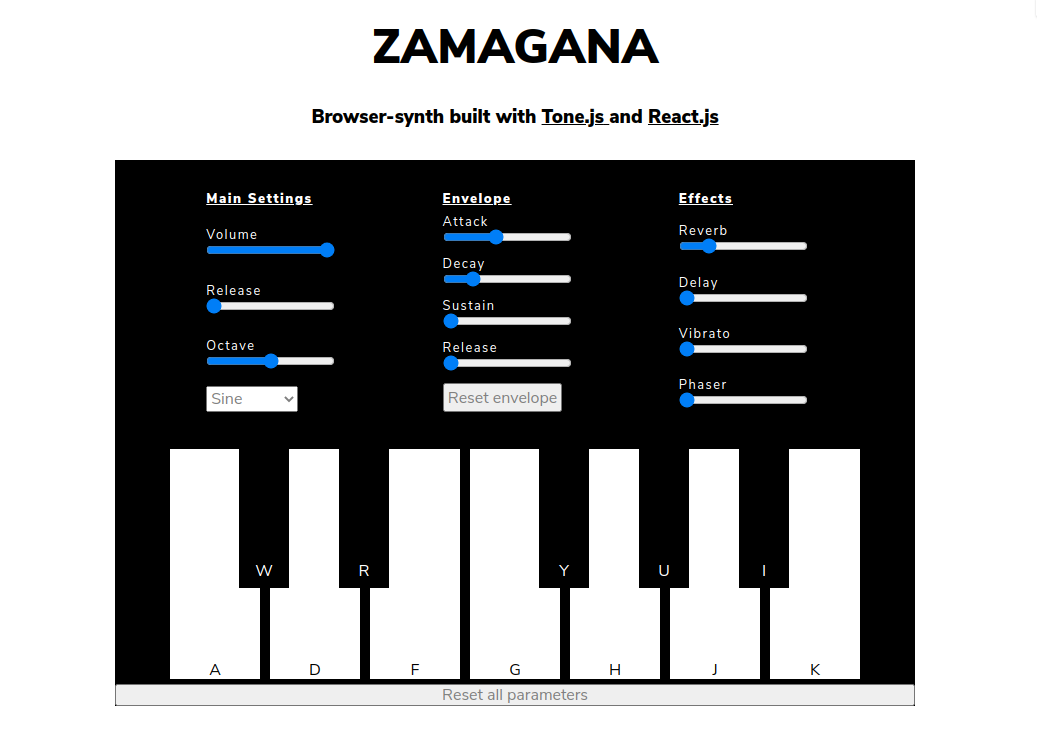 ZAMAGANA
Browser-synth built with Tone.js and React.js
Main Settings
Volume
Release
Octave
Sine
Envelope
Attack
Decay
Sustain
Release
Reset envelope
Effects
Reverb
Delay
Vibrato
Phaser
W R Y U I
A D F G H J K
Reset all parameters